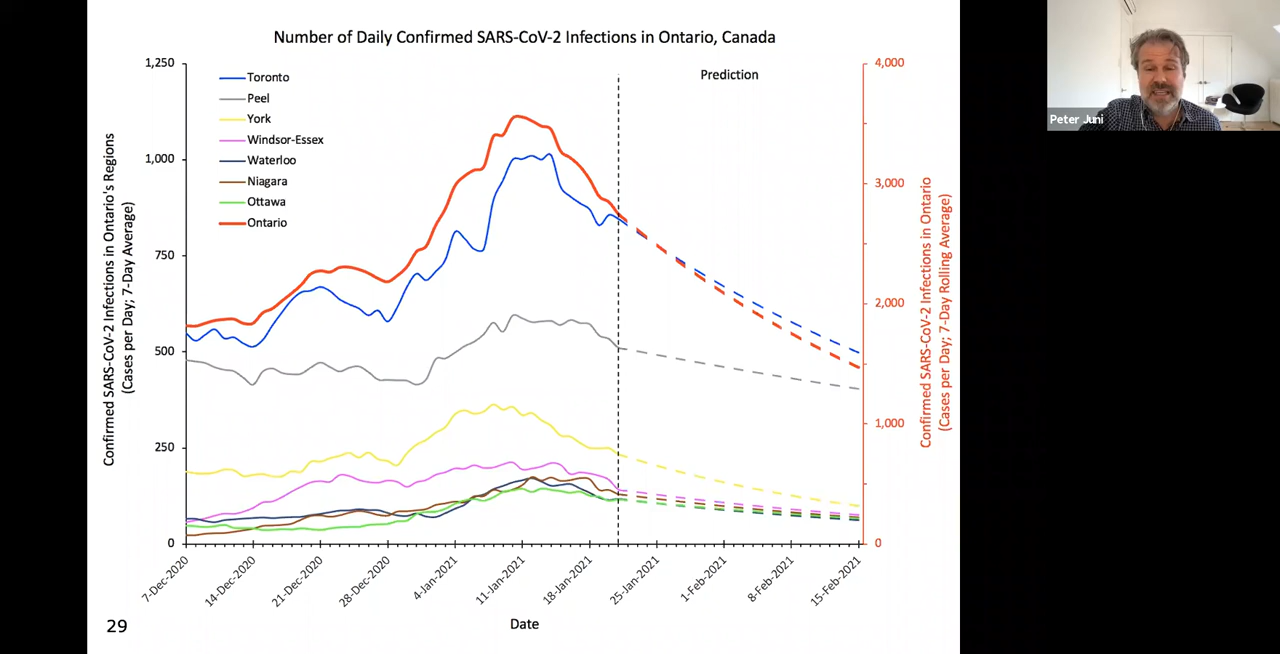 Number of Daily Confirmed SARS-CoV-2 Infections in Ontario, Canada
Peter Juni
Confirmed SARS-CoV-2 Infections in Ontario's Regions
(Cases per Day; 7-Day Average)
1,250
1,000
750
500
250
0
Toronto
Peel
York
Windsor-Essex
Waterloo
Niagara
Ottawa
Ontario
Prediction
4,000
3,000
2,000
1,000
0
Confirmed SARS-CoV-2 Infections in Ontario
(Cases per Day; 7-Day Rolling Average)
7-Dec-2020
14-Dec-2020
21-Dec-2020
28-Dec-2020
4-Jan-2021
11-Jan-2021
18-Jan-2021
25-Jan-2021
1-Feb-2021
8-Feb-2021
15-Feb-2021
Date
29